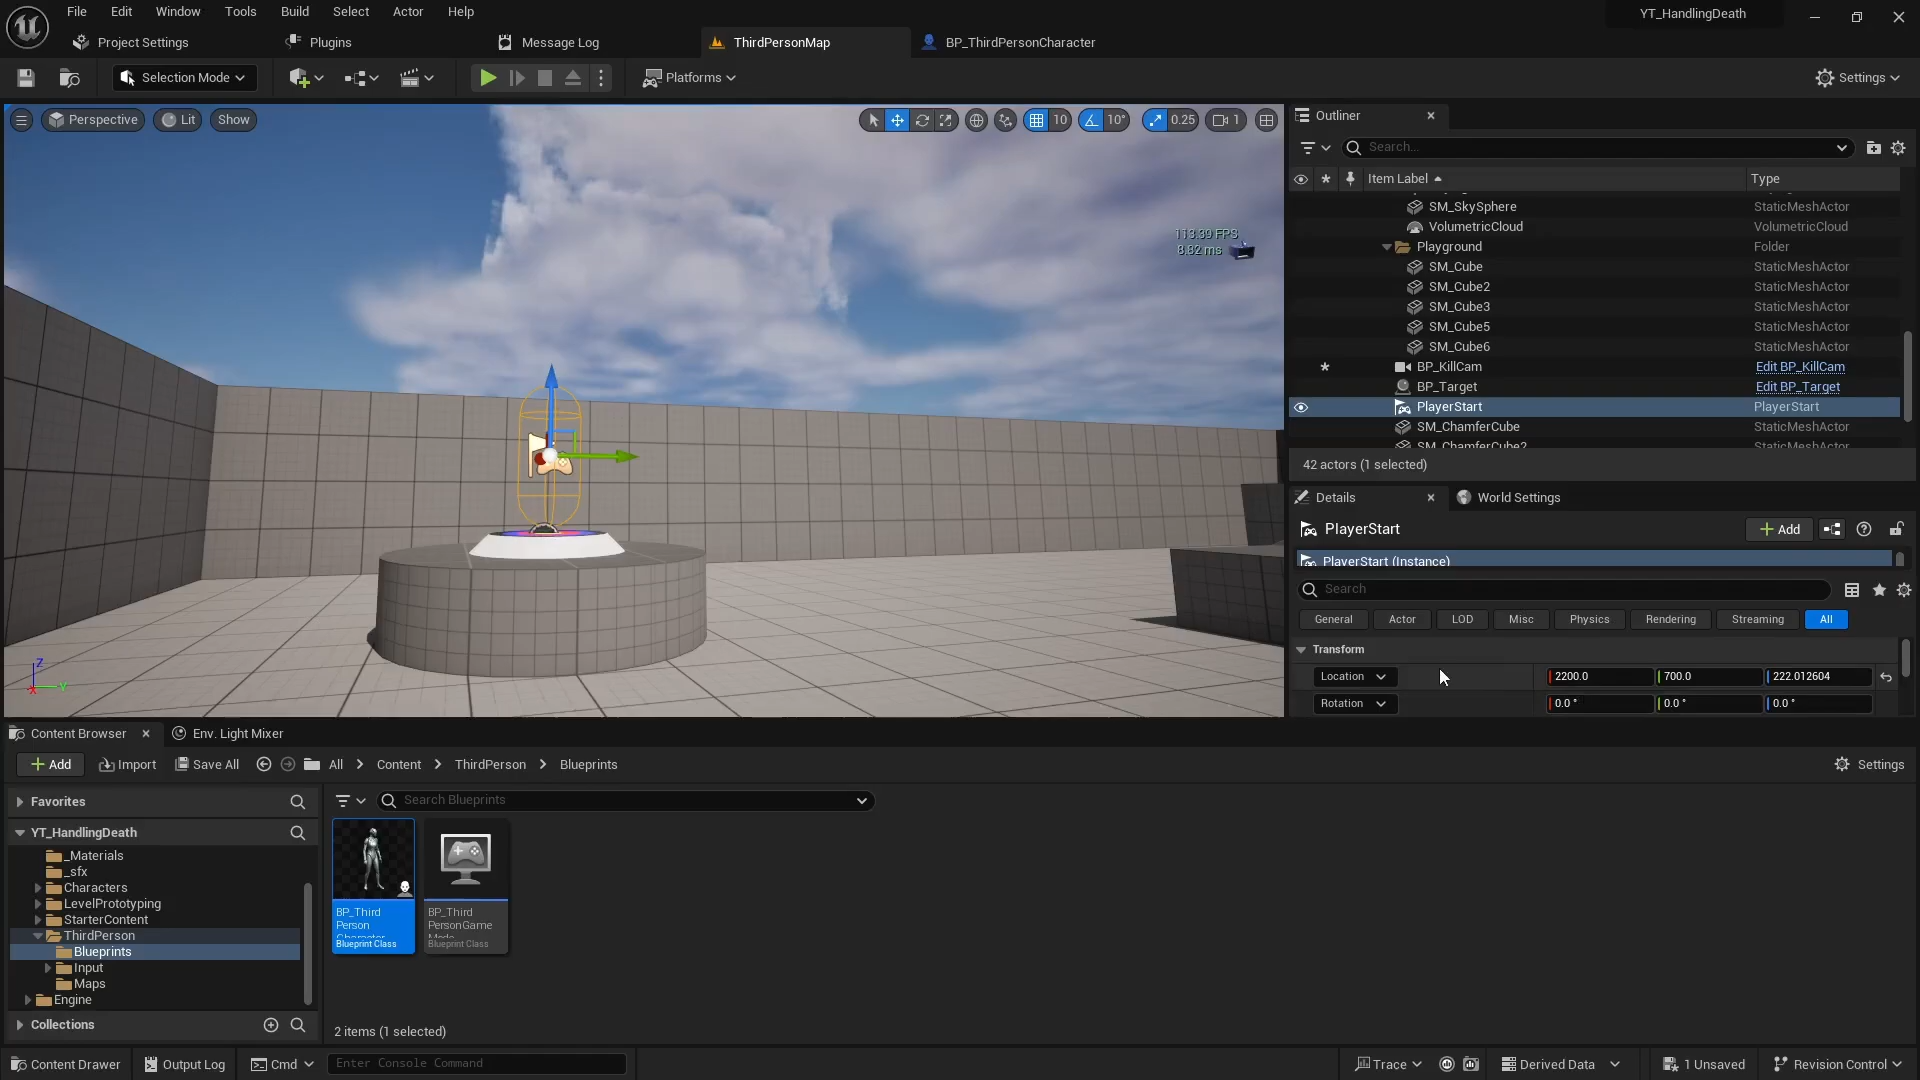 File Edit Window Tools Build Select Actor Help
YT_HandlingDeath
Project Settings
Plugins
Message Log
ThirdPersonMap
BP_ThirdPersonCharacter
Selection Mode
Platforms
Settings
Perspective
Lit
Show
10
10°
0.25
1
113.39 FPS
8.82 ms
Z
X
Y
Outliner
Search...
Item Label
Type
SM_SkySphere StaticMeshActor
VolumetricCloud VolumetricCloud
Playground Folder
SM_Cube StaticMeshActor
SM_Cube2 StaticMeshActor
SM_Cube3 StaticMeshActor
SM_Cube5 StaticMeshActor
SM_Cube6 StaticMeshActor
BP_KillCam Edit BP_KillCam
BP_Target Edit BP_Target
PlayerStart PlayerStart
SM_ChamferCube StaticMeshActor
SM_ChamferCube2
42 actors (1 selected)
Details
World Settings
PlayerStart
Add
PlayerStart (Instance)
Search
General Actor LOD Misc Physics Rendering Streaming All
Transform
Location 2200.0 700.0 222.012604
Rotation 0.0 ° 0.0 ° 0.0 °
Content Browser
Env. Light Mixer
Add
Import
Save All
All > Content > ThirdPerson > Blueprints
Settings
Favorites
YT_HandlingDeath
_Materials
_sfx
Characters
LevelPrototyping
StarterContent
ThirdPerson
Blueprints
Input
Maps
Engine
Collections
Search Blueprints
BP_Third
Person
Character
Blueprint Class
BP_Third
PersonGame
Mode
Blueprint Class
2 items (1 selected)
Content Drawer
Output Log
Cmd
Enter Console Command
Trace
Derived Data
1 Unsaved
Revision Control